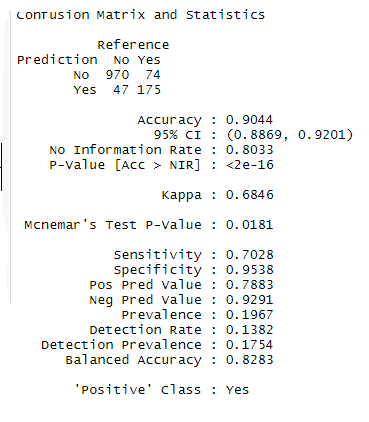 Confusion Matrix and Statistics
Reference
Prediction No Yes
No 970 74
Yes 47 175
Accuracy : 0.9044
95% CI : (0.8869, 0.9201)
No Information Rate : 0.8033
P-Value [Acc > NIR] : <2e-16
Kappa : 0.6846
Mcnemar's Test P-Value : 0.0181
Sensitivity : 0.7028
Specificity : 0.9538
Pos Pred Value : 0.7883
Neg Pred Value : 0.9291
Prevalence : 0.1967
Detection Rate : 0.1382
Detection Prevalence : 0.1754
Balanced Accuracy : 0.8283
'Positive' Class : Yes